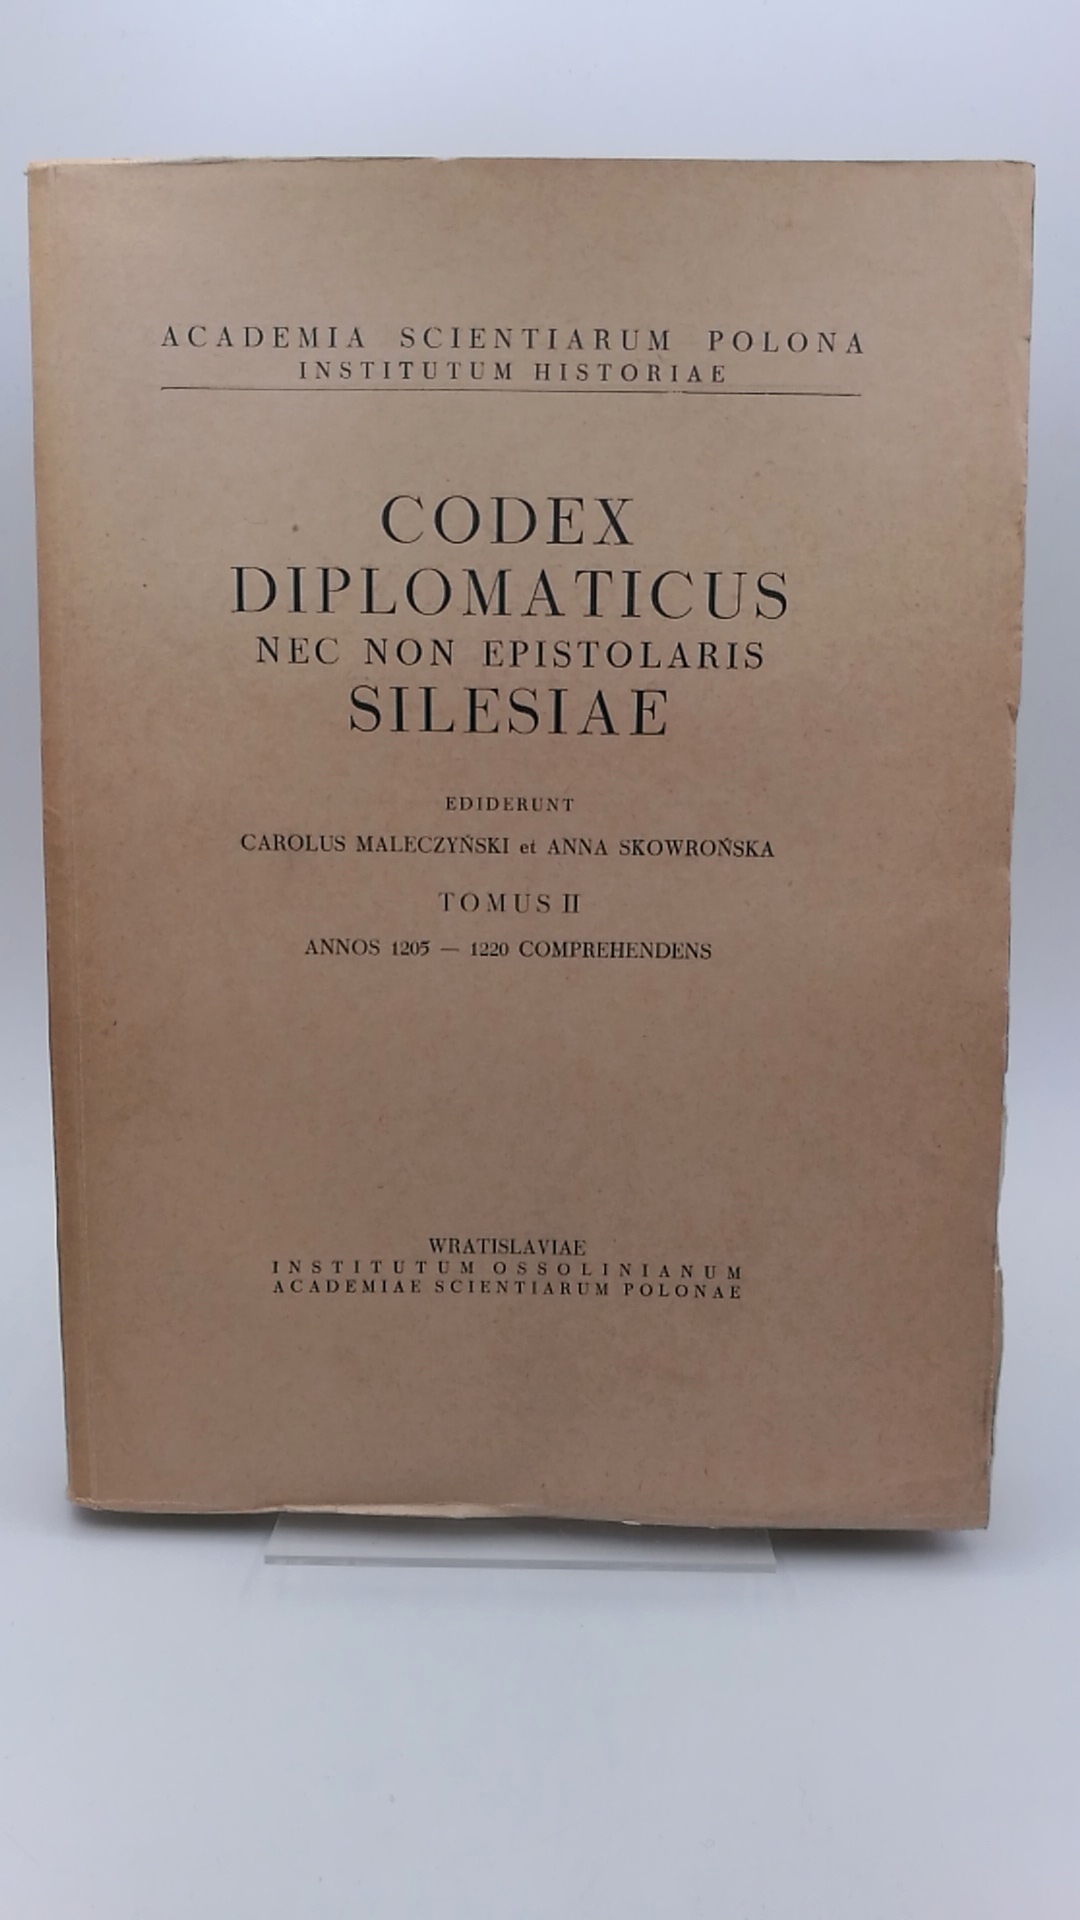 ACADEMIA SCIENTIARUM POLONA
INSTITUTUM HISTORIAE
CODEX
DIPLOMATICUS
NEC NON EPISTOLARIS
SILESIAE
EDIDERUNT
CAROLUS MALECZYŃSKI et ANNA SKOWROŃSKA
TOMUS II
ANNOS 1205 — 1220 COMPREHENDENS
WRATISLAVIAE
INSTITUTUM OSSOLINIANUM
ACADEMIAE SCIENTIARUM POLONAE